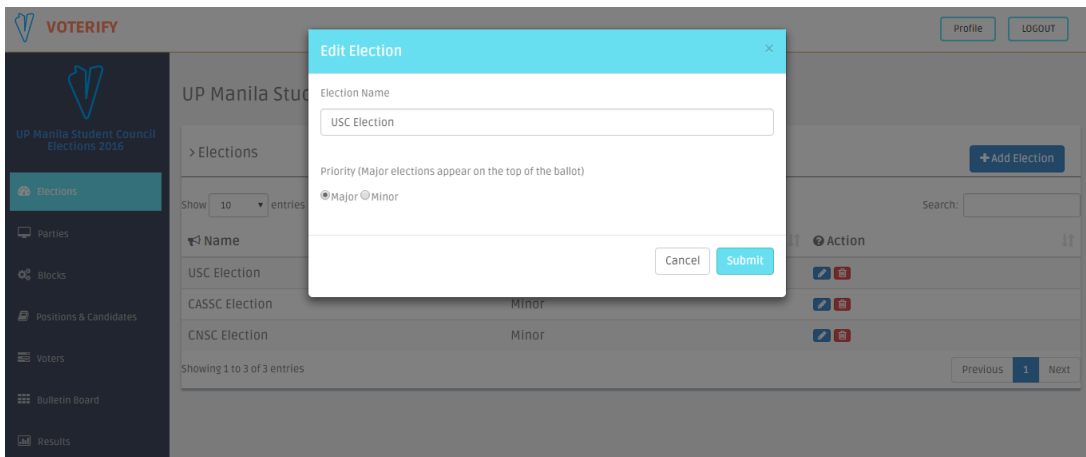 VOTERIFY
Profile
LOGOUT
UP Manila Student Council
Elections 2016
Elections
Parties
Blocks
Positions & Candidates
Voters
Bulletin Board
Results
UP Manila Stud
> Elections
+ Add Election
Show 10 entries
Search:
Name
Action
USC Election
CASSC Election Minor
CNSC Election Minor
Showing 1 to 3 of 3 entries
Previous 1 Next
Edit Election ×
Election Name
USC Election
Priority (Major elections appear on the top of the ballot)
Major Minor
Cancel Submit